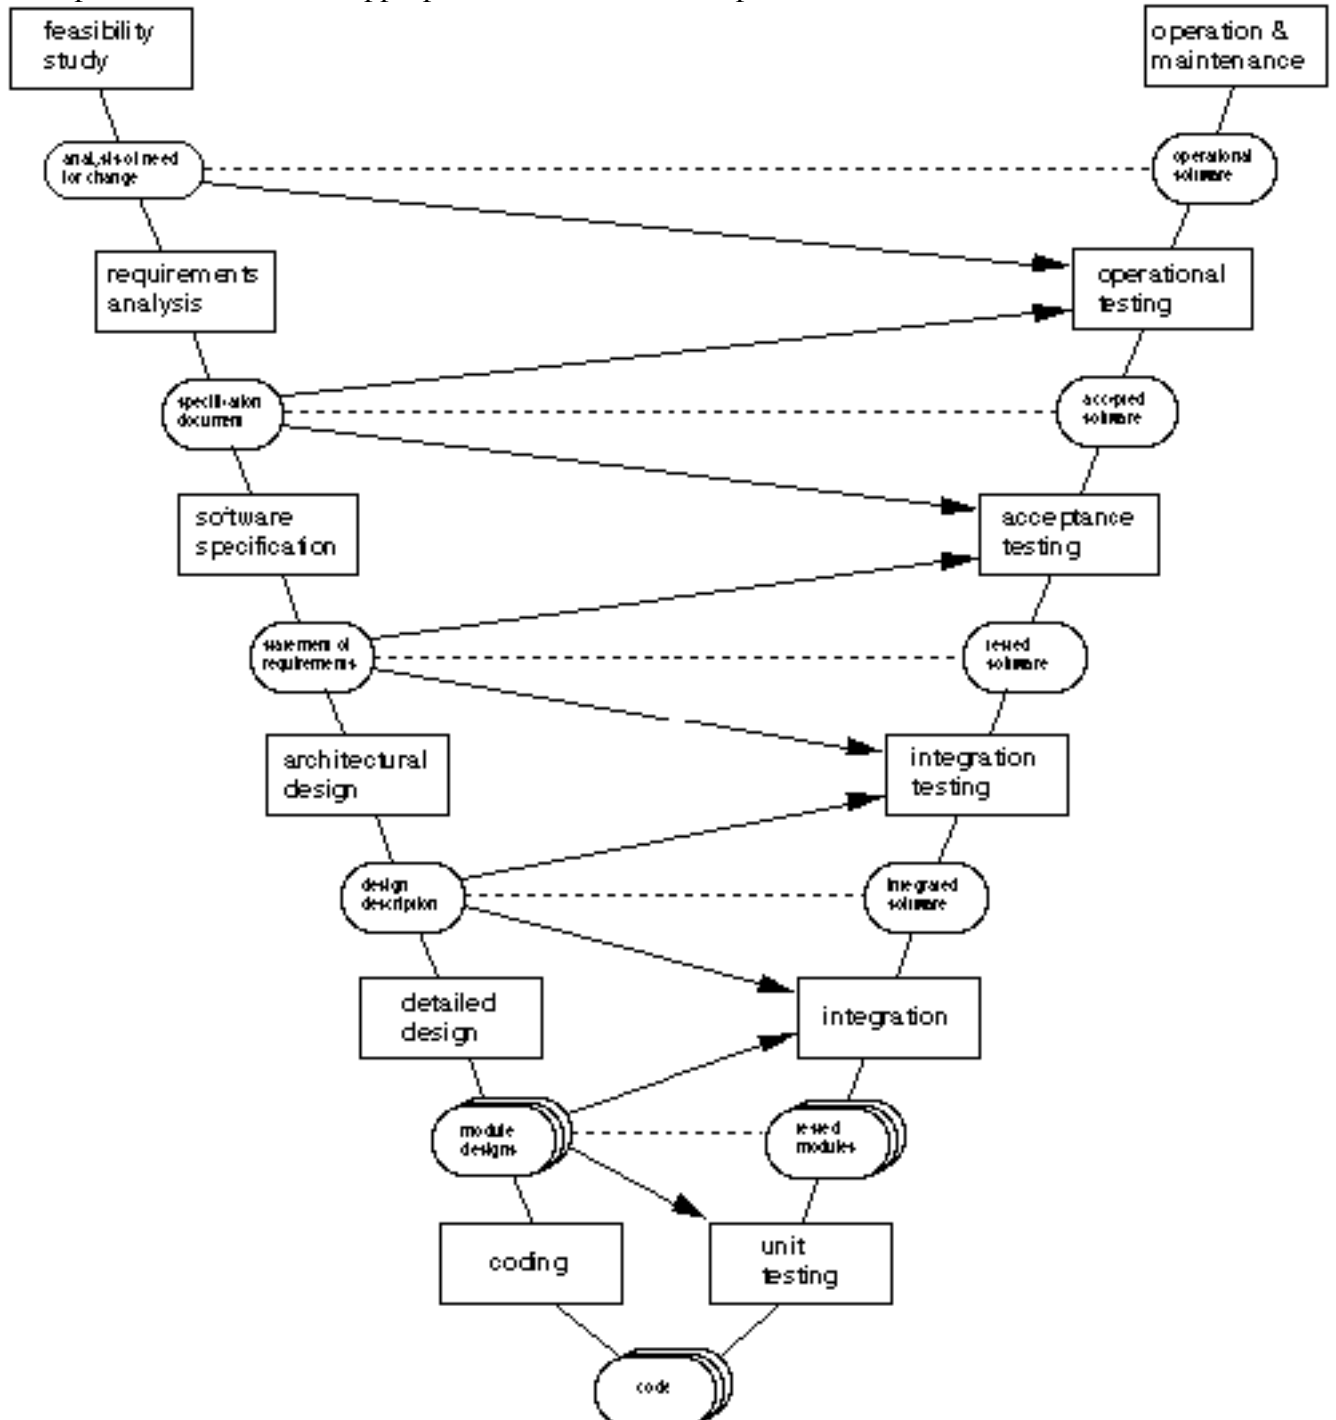 feasibility
study
operation &
maintenance
analysis of need
for change
operational
software
requirements
analysis
operational
testing
specification
document
accepted
software
software
specification
acceptance
testing
statement of
requirements
tested
software
architectural
design
integration
testing
design
description
integrated
software
detailed
design
integration
module
designs
tested
modules
coding
unit
testing
code